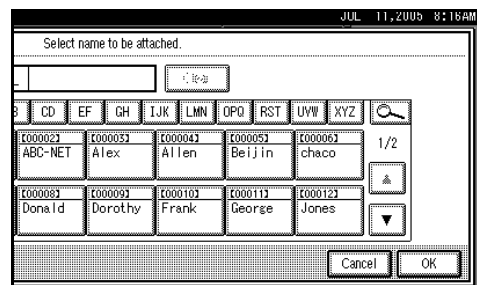 JUL 11,2005 8:16AM
Select name to be attached.
Clear
B CD EF GH IJK LMN OPQ RST UVW XYZ
[00002] [00003] [00004] [00005] [00006] 1/2
ABC-NET Alex Allen Beijin chaco
[00008] [00009] [00010] [00011] [00012]
Donald Dorothy Frank George Jones
Cancel OK